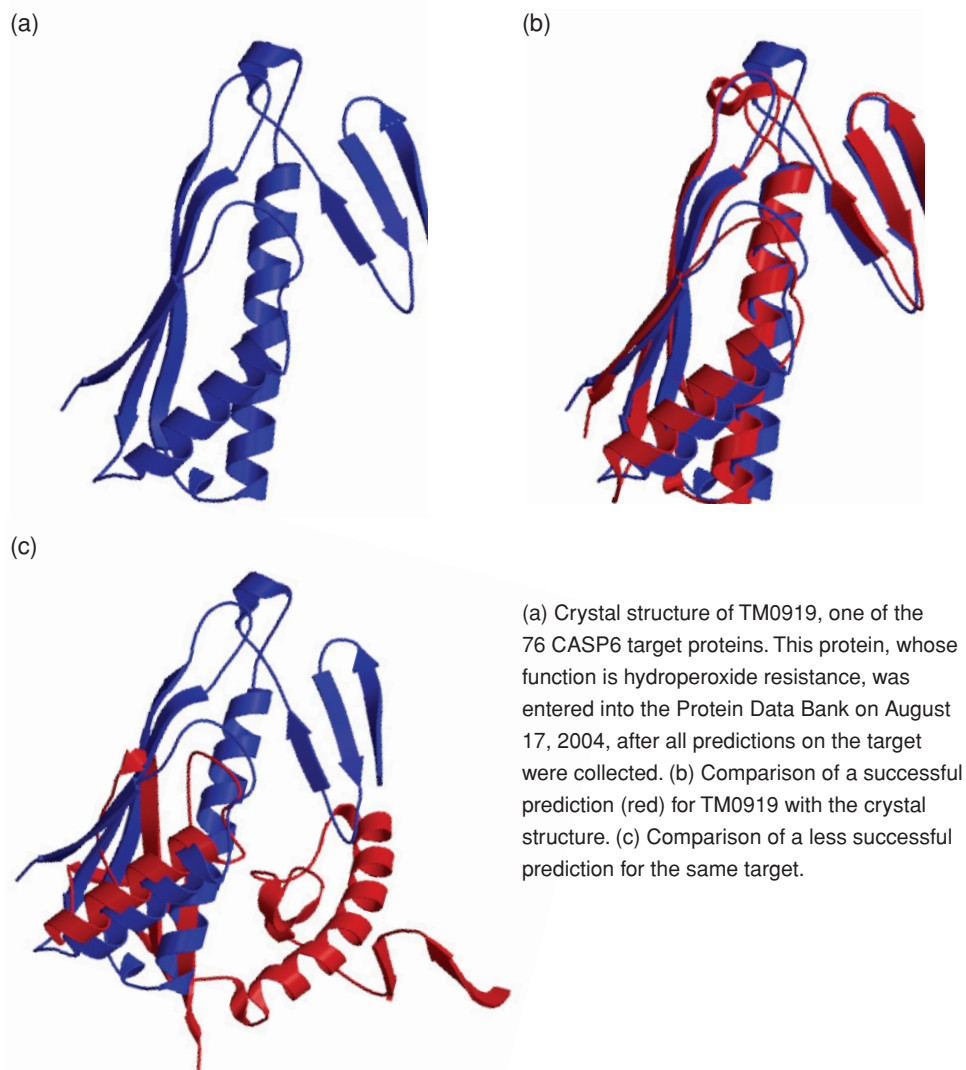 (a)
(b)
(c)
(a) Crystal structure of TM0919, one of the
76 CASP6 target proteins. This protein, whose
function is hydroperoxide resistance, was
entered into the Protein Data Bank on August
17, 2004, after all predictions on the target
were collected. (b) Comparison of a successful
prediction (red) for TM0919 with the crystal
structure. (c) Comparison of a less successful
prediction for the same target.